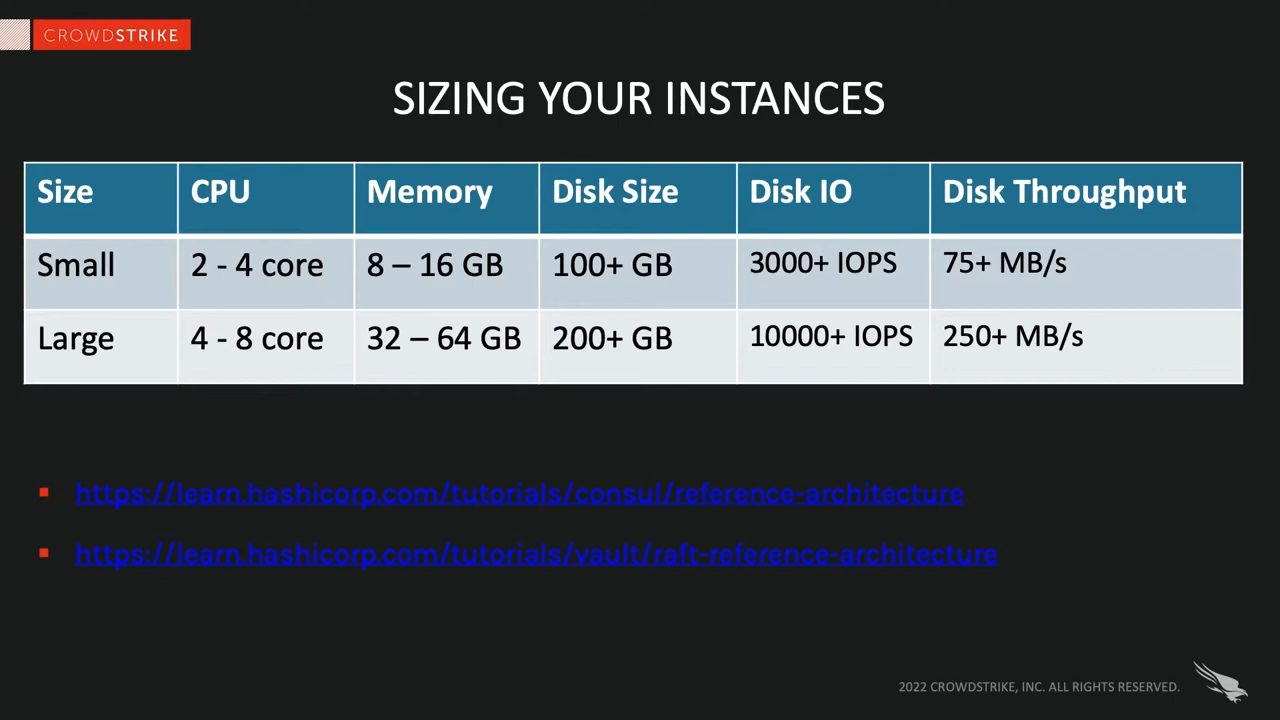 CROWDSTRIKE
SIZING YOUR INSTANCES
Size CPU Memory Disk Size Disk IO Disk Throughput
Small 2 - 4 core 8 – 16 GB 100+ GB 3000+ IOPS 75+ MB/s
Large 4 - 8 core 32 – 64 GB 200+ GB 10000+ IOPS 250+ MB/s
https://learn.hashicorp.com/tutorials/consul/reference-architecture
https://learn.hashicorp.com/tutorials/vault/raft-reference-architecture
2022 CROWDSTRIKE, INC. ALL RIGHTS RESERVED.